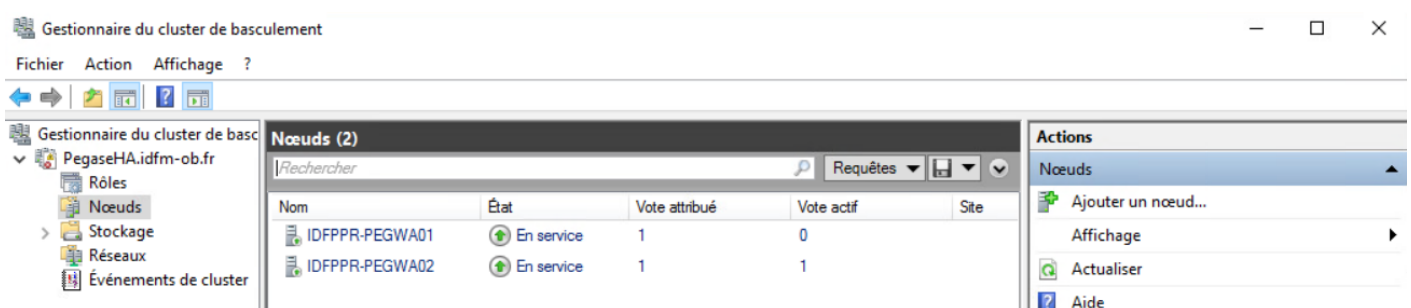 Gestionnaire du cluster de basculement
Fichier Action Affichage ?
Gestionnaire du cluster de basc
PegaseHA.idfm-ob.fr
Rôles
Nœuds
Stockage
Réseaux
Événements de cluster
Nœuds (2)
Rechercher
Requêtes
Nom État Vote attribué Vote actif Site
IDFPPR-PEGWA01 En service 1 0
IDFPPR-PEGWA02 En service 1 1
Actions
Nœuds
Ajouter un nœud...
Affichage
Actualiser
Aide